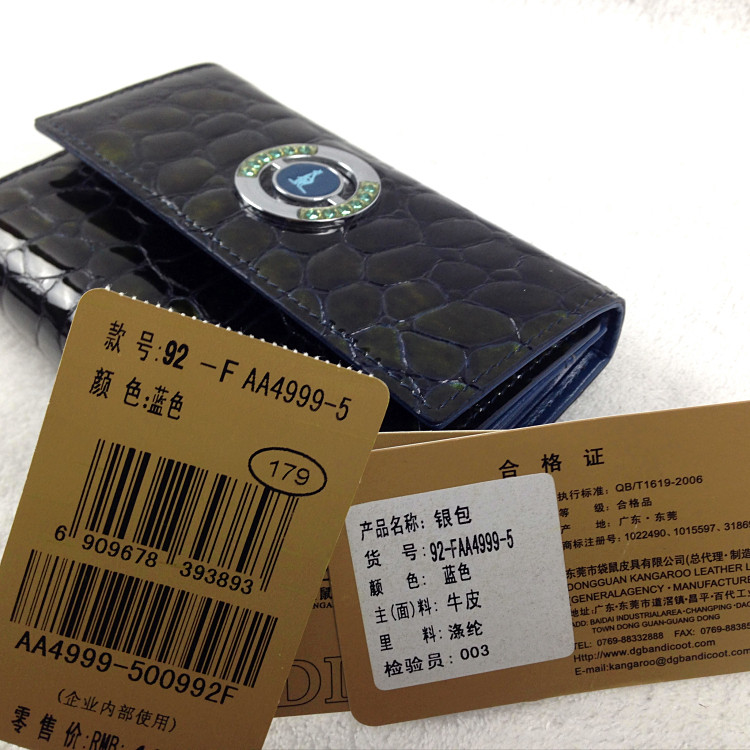 款 号:92 -F AA4999-5
颜 色:蓝色
179
6 909678 393893
AA4999-500992F
(企业内部使用)
零售价:RMB:
合格证
执行标准: QB/T1619-2006
等 级: 合格品
产 地: 广东·东莞
商标注册号: 1022490. 1015597. 3186
东莞市袋鼠皮具有限公司(总代理·制造
DONGGUAN KANGAROO LEATHER L
GENERALAGENCY·MANUFACTURE
地址:广东·东莞市道滘镇·昌平·百代工业
ADD: BAIDAI INDUSTRIALAREA·CHANGPING·DAO
TOWN DONG GUAN·GUANG DONG
TEL: 0769-88332888 FAX: 0769-8838
http://www.dgbandicoot.com
E-mail:kangaroo@dgbandicoot.com
产品名称: 银包
货 号:92-FAA4999-5
颜 色: 蓝色
主(面)料: 牛皮
里 料: 涤纶
检验员: 003